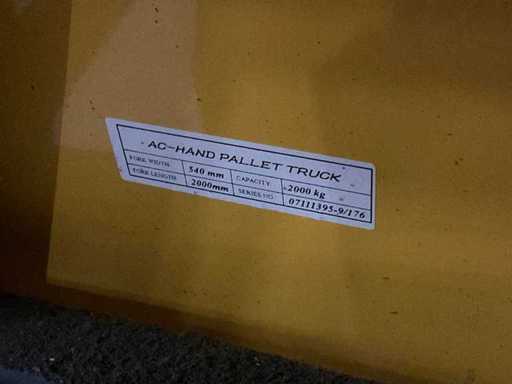 AC-HAND PALLET TRUCK
FORK WIDTH 540 mm CAPACITY 2000 kg
FORK LENGTH 2000mm SERIES NO 07111395-9/176